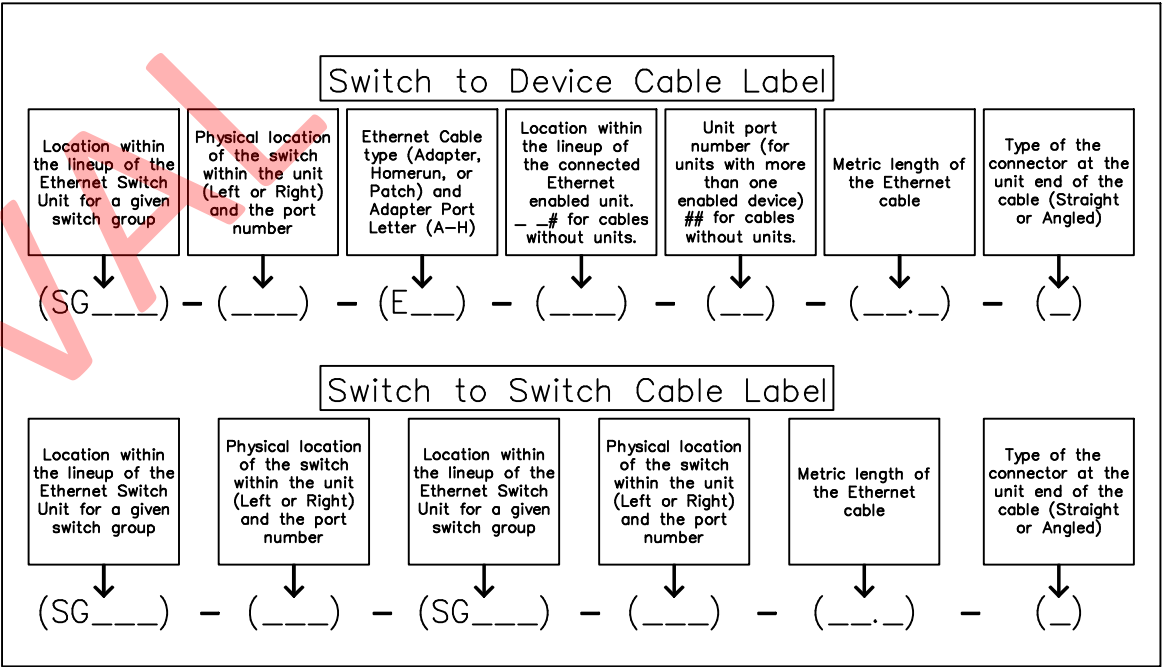 Switch to Device Cable Label
Location within
the lineup of the
Ethernet Switch
Unit for a given
switch group
Physical location
of the switch
within the unit
(Left or Right)
and the port
number
Ethernet Cable
type (Adapter,
Homerun, or
Patch) and
Adapter Port
Letter (A-H)
Location within
the lineup of
the connected
Ethernet
enabled unit.
_ _# for cables
without units.
Unit port
number (for
units with more
than one
enabled device)
## for cables
without units.
Metric length of
the Ethernet
cable
Type of the
connector at the
unit end of the
cable (Straight
or Angled)
(SG___) - (___) - (E__) - (___) - (__) - (__._) - (_)
Switch to Switch Cable Label
Location within
the lineup of the
Ethernet Switch
Unit for a given
switch group
Physical location
of the switch
within the unit
(Left or Right)
and the port
number
Location within
the lineup of the
Ethernet Switch
Unit for a given
switch group
Physical location
of the switch
within the unit
(Left or Right)
and the port
number
Metric length of
the Ethernet
cable
Type of the
connector at the
unit end of the
cable (Straight
or Angled)
(SG___) - (___) - (SG___) - (___) - (__._) - (_)
VAL